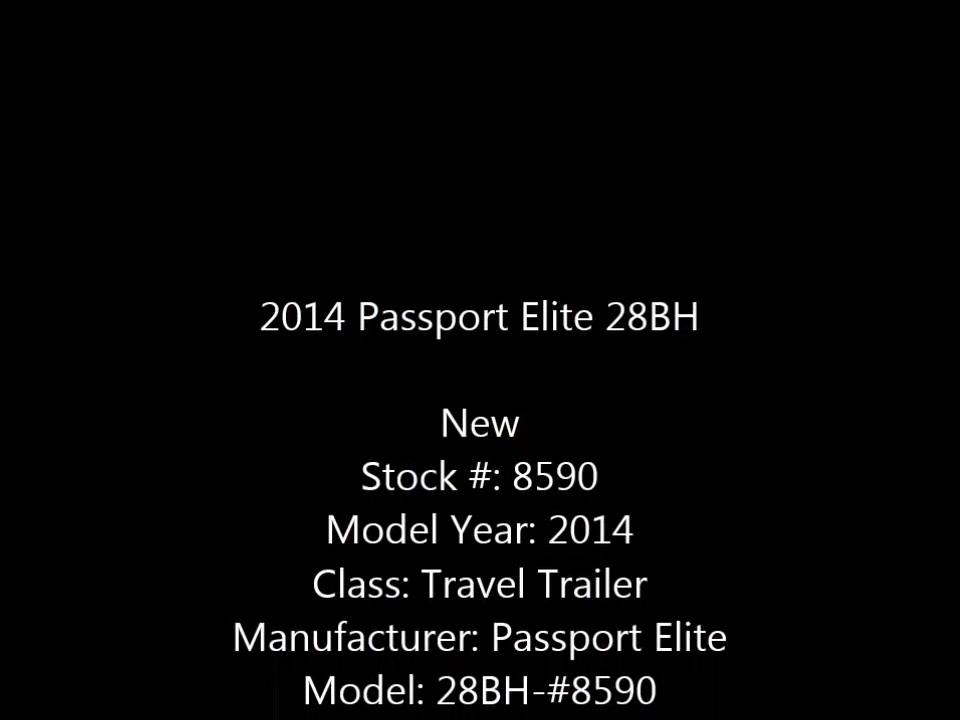 2014 Passport Elite 28BH
New
Stock #: 8590
Model Year: 2014
Class: Travel Trailer
Manufacturer: Passport Elite
Model: 28BH-#8590